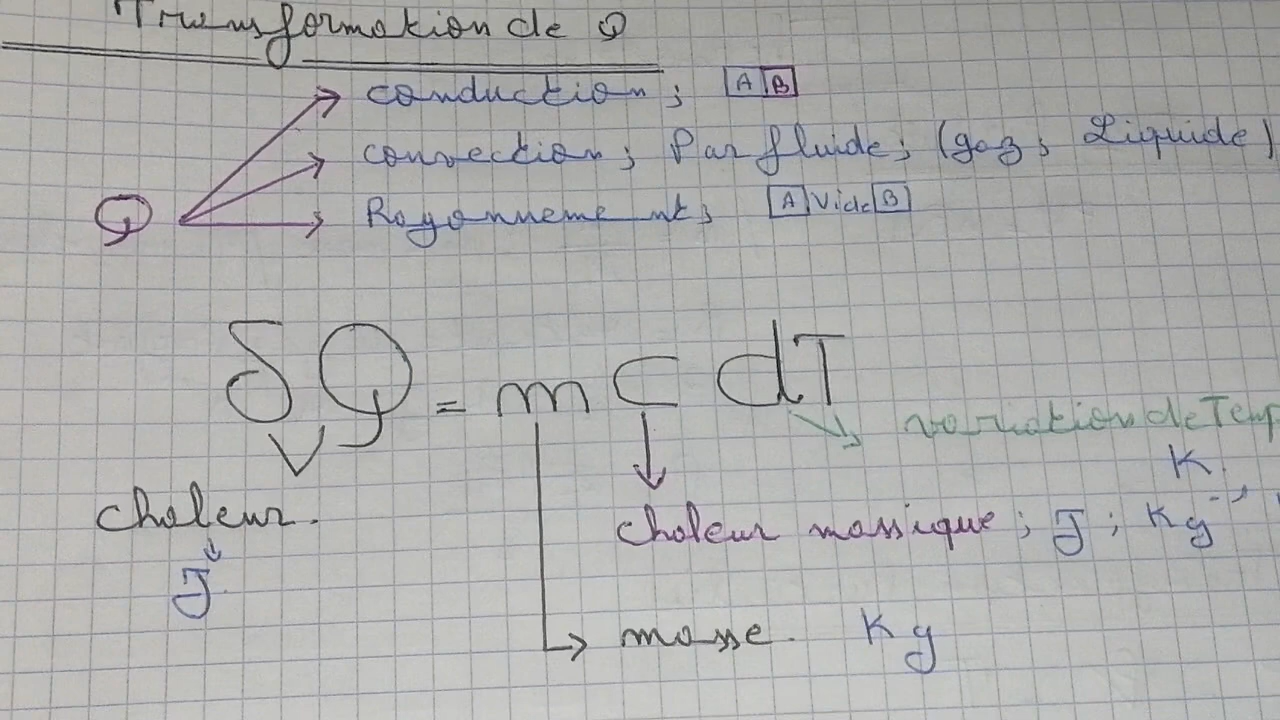 Transformation de Q
conduction ; A B
convection ; Par fluide ; (gaz ; Liquide)
Q
Rayonnement ; A Vide B
δQ = m C dT
variation de Temp
K
chaleur.
chaleur massique ; J ; Kg⁻¹
J
masse. Kg